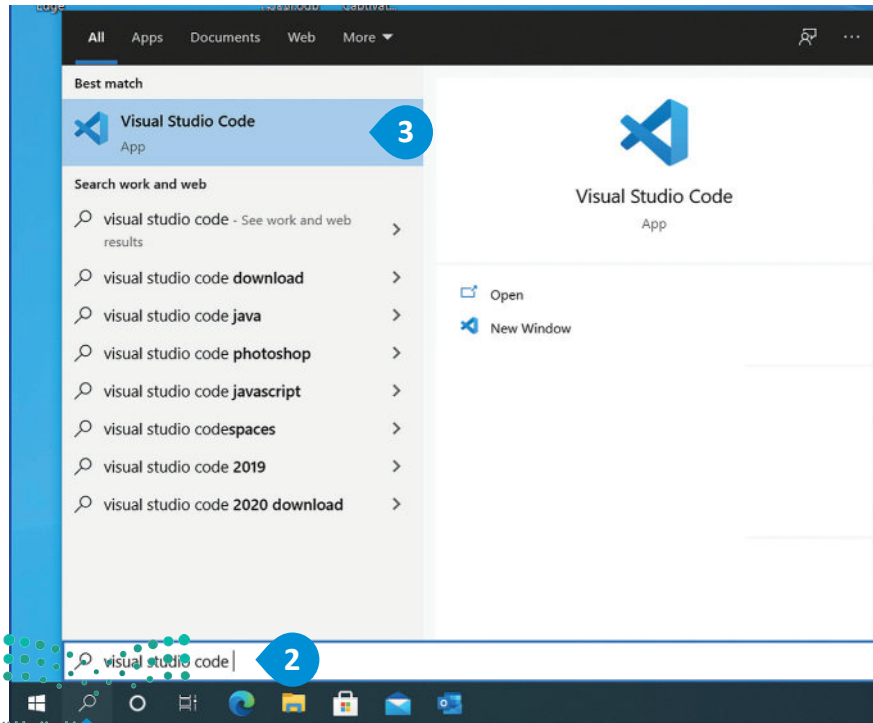 Edge
All Apps Documents Web More
Best match
Visual Studio Code
App
3
Search work and web
visual studio code - See work and web
results
visual studio code download
visual studio code java
visual studio code photoshop
visual studio code javascript
visual studio codespaces
visual studio code 2019
visual studio code 2020 download
Visual Studio Code
App
Open
New Window
visual studio code
2